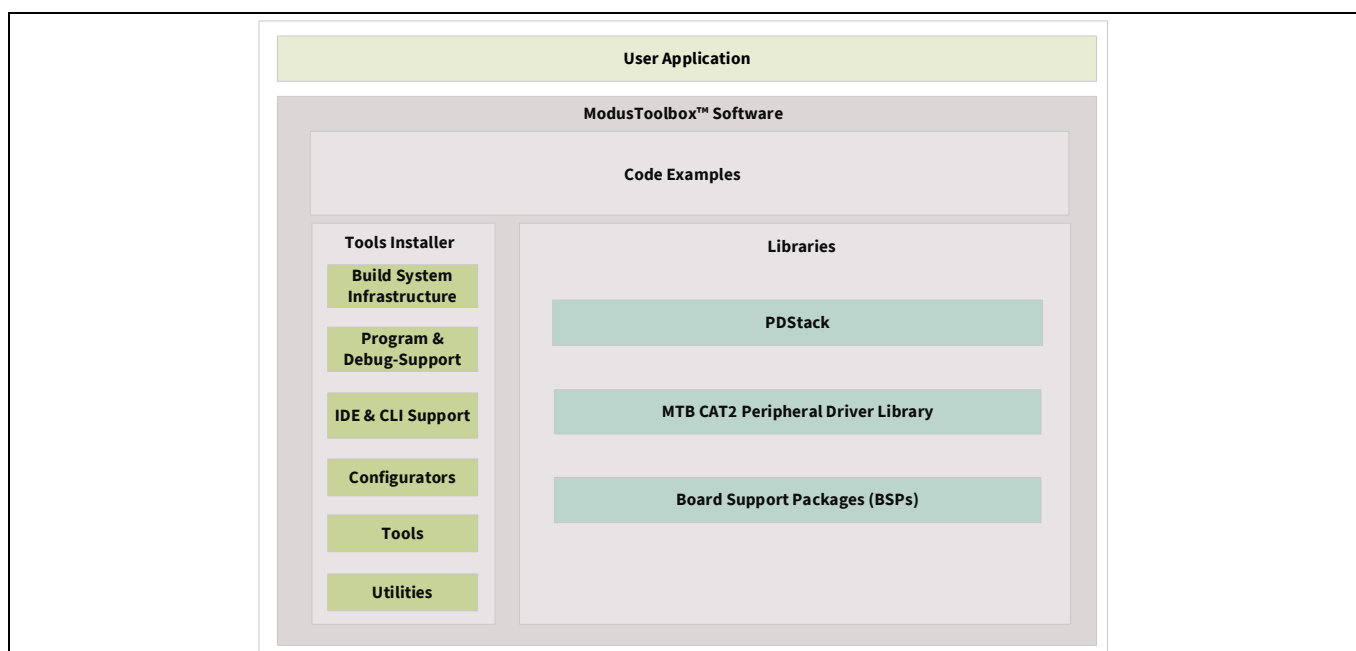 User Application
ModusToolbox™ Software
Code Examples
Tools Installer
Build System
Infrastructure
Program &
Debug-Support
IDE & CLI Support
Configurators
Tools
Utilities
Libraries
PDStack
MTB CAT2 Peripheral Driver Library
Board Support Packages (BSPs)